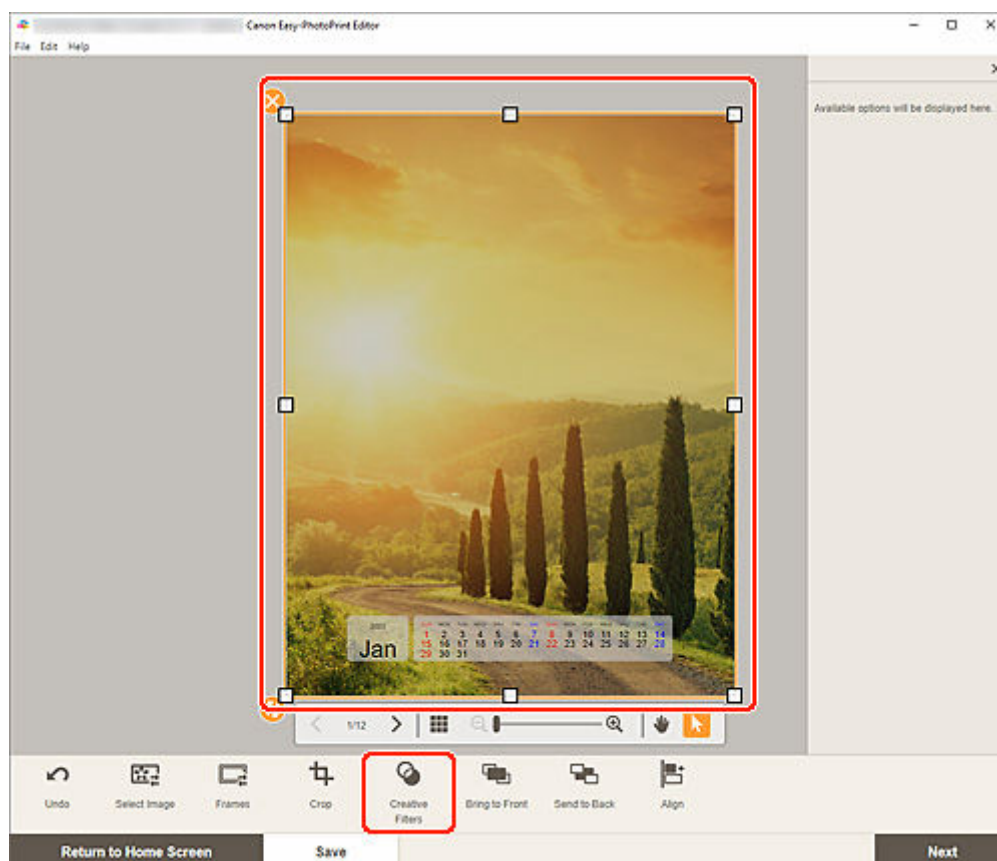 Canon Easy-PhotoPrint Editor
File Edit Help
Available options will be displayed here.
Jan
1 2 3 4 5 6 7 8 9 10 11 12 13 14
15 16 17 18 19 20 21 22 23 24 25 26 27 28
29 30 31
1/12
Undo
Select Image
Frames
Crop
Creative
Filters
Bring to Front
Send to Back
Align
Return to Home Screen
Save
Next